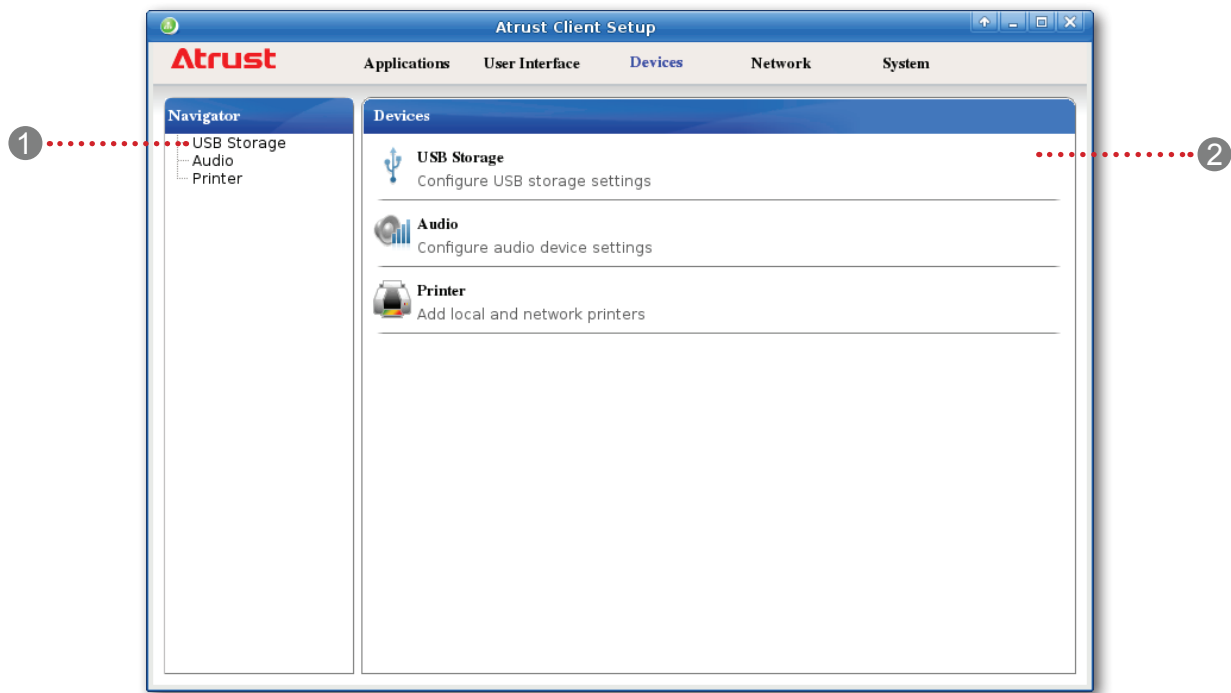 Atrust Client Setup
Atrust
Applications User Interface Devices Network System
Navigator
USB Storage
Audio
Printer
Devices
USB Storage
Configure USB storage settings
Audio
Configure audio device settings
Printer
Add local and network printers
1
2